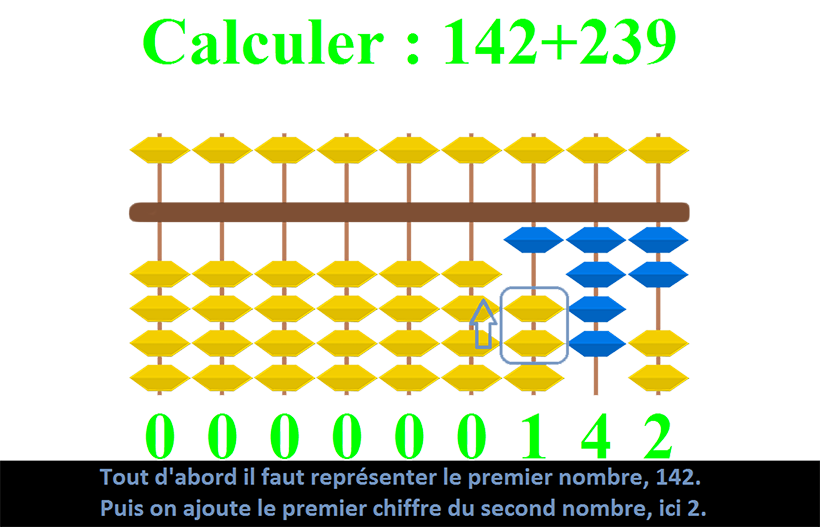 Calculer : 142+239
0 0 0 0 0 0 1 4 2
Tout d'abord il faut représenter le premier nombre, 142.
Puis on ajoute le premier chiffre du second nombre, ici 2.